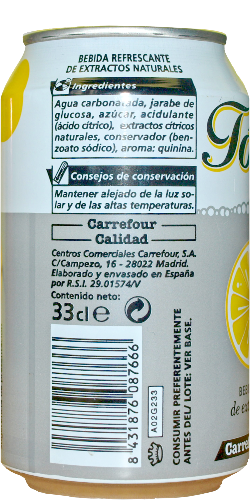 BEBIDA REFRESCANTE
DE EXTRACTOS NATURALES
Ingredientes
Agua carbonatada, jarabe de
glucosa, azúcar, acidulante
(ácido cítrico), extractos cítricos
naturales, conservador (ben-
zoato sódico), aroma: quinina.
Consejos de conservación
Mantener alejado de la luz so-
lar y de las altas temperaturas.
Carrefour
Calidad
Centros Comerciales Carrefour, S.A.
C/Campezo, 16 - 28022 Madrid.
Elaborado y envasado en España
por R.S.I. 29.01574/V
Contenido neto:
33cl e
8 431872 087666
A02G233
CONSUMIR PREFERENTEMENTE
ANTES DEL/ LOTE: VER BASE.